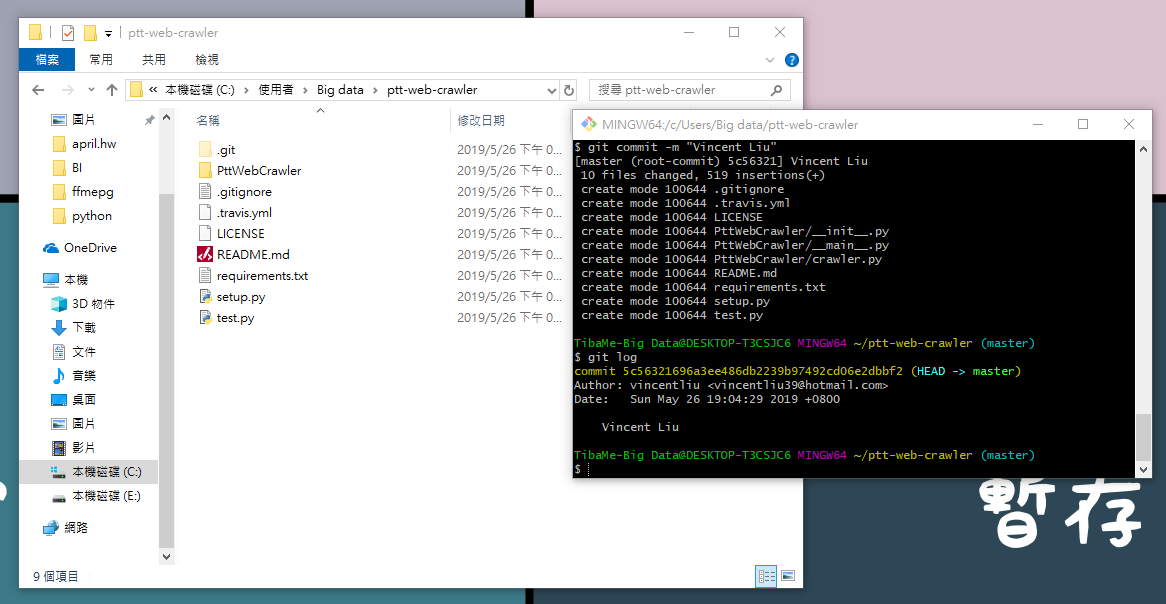 ptt-web-crawler
檔案 常用 共用 檢視
« 本機磁碟 (C:) › 使用者 › Big data › ptt-web-crawler
搜尋 ptt-web-crawler
圖片
april.hw
BI
ffmepg
python
OneDrive
本機
3D 物件
下載
文件
音樂
桌面
圖片
影片
本機磁碟 (C:)
本機磁碟 (E:)
網路
名稱 修改日期
.git 2019/5/26 下午 0...
PttWebCrawler 2019/5/26 下午 0...
.gitignore 2019/5/26 下午 0...
.travis.yml 2019/5/26 下午 0...
LICENSE 2019/5/26 下午 0...
README.md 2019/5/26 下午 0...
requirements.txt 2019/5/26 下午 0...
setup.py 2019/5/26 下午 0...
test.py 2019/5/26 下午 0...
9 個項目
MINGW64:/c/Users/Big data/ptt-web-crawler
$ git commit -m "Vincent Liu"
[master (root-commit) 5c56321] Vincent Liu
10 files changed, 519 insertions(+)
create mode 100644 .gitignore
create mode 100644 .travis.yml
create mode 100644 LICENSE
create mode 100644 PttWebCrawler/__init__.py
create mode 100644 PttWebCrawler/__main__.py
create mode 100644 PttWebCrawler/crawler.py
create mode 100644 README.md
create mode 100644 requirements.txt
create mode 100644 setup.py
create mode 100644 test.py
TibaMe-Big Data@DESKTOP-T3CSJC6 MINGW64 ~/ptt-web-crawler (master)
$ git log
commit 5c56321696a3ee486db2239b97492cd06e2dbbf2 (HEAD -> master)
Author: vincentliu <vincentliu39@hotmail.com>
Date: Sun May 26 19:04:29 2019 +0800
Vincent Liu
TibaMe-Big Data@DESKTOP-T3CSJC6 MINGW64 ~/ptt-web-crawler (master)
$
暫存